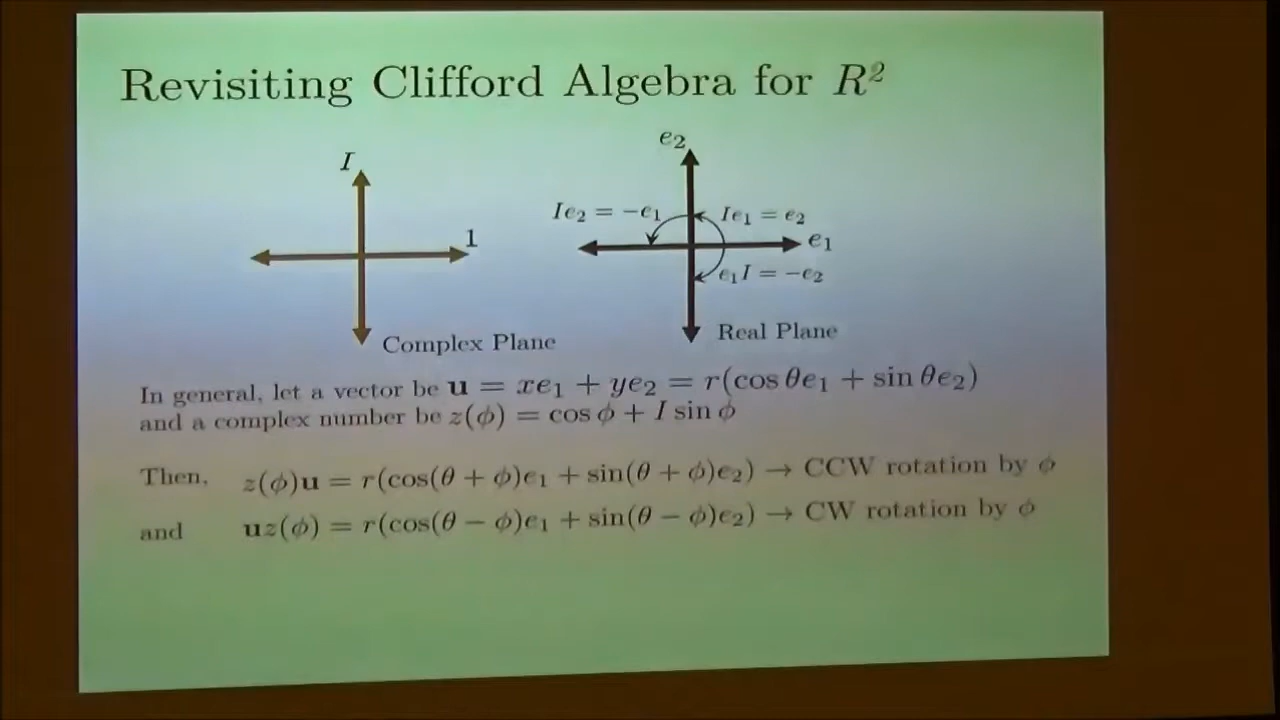 Revisiting Clifford Algebra for R²
I
1
Complex Plane
e₂
Ie₂ = −e₁
Ie₁ = e₂
e₁
e₁I = −e₂
Real Plane
In general, let a vector be u = xe₁ + ye₂ = r(cos θe₁ + sin θe₂)
and a complex number be z(ϕ) = cos ϕ + I sin ϕ
Then, z(ϕ)u = r(cos(θ + ϕ)e₁ + sin(θ + ϕ)e₂) → CCW rotation by ϕ
and uz(ϕ) = r(cos(θ − ϕ)e₁ + sin(θ − ϕ)e₂) → CW rotation by ϕ